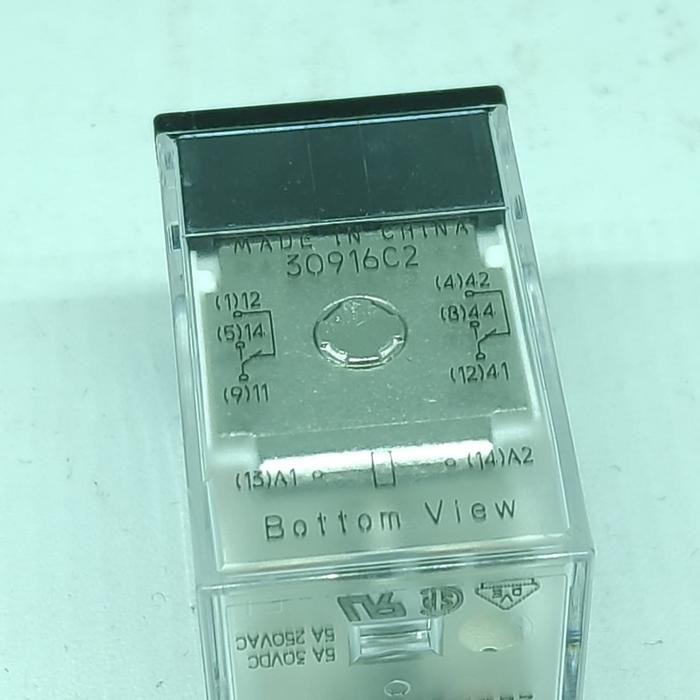 MADE IN CHINA
30916C2
(1)12 (4)42
(5)14 (8)44
(9)11 (12)41
(13)A1 (14)A2
Bottom View
5A 250VAC
5A 30VDC